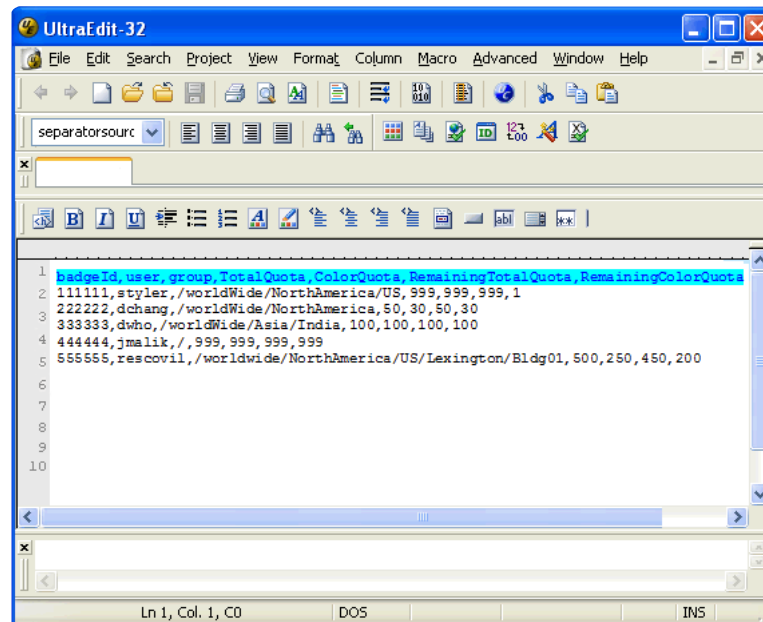 UltraEdit-32
File Edit Search Project View Format Column Macro Advanced Window Help
separatorsourc
1 badgeId,user,group,TotalQuota,ColorQuota,RemainingTotalQuota,RemainingColorQuota
2 111111,styler,/worldWide/NorthAmerica/US,999,999,999,1
3 222222,dchang,/worldWide/NorthAmerica,50,30,50,30
4 333333,dwho,/worldWide/Asia/India,100,100,100,100
5 444444,jmalik,/,999,999,999,999
6 555555,rescovil,/worldwide/NorthAmerica/US/Lexington/Bldg01,500,250,450,200
7
8
9
10
Ln 1, Col. 1, C0 DOS INS